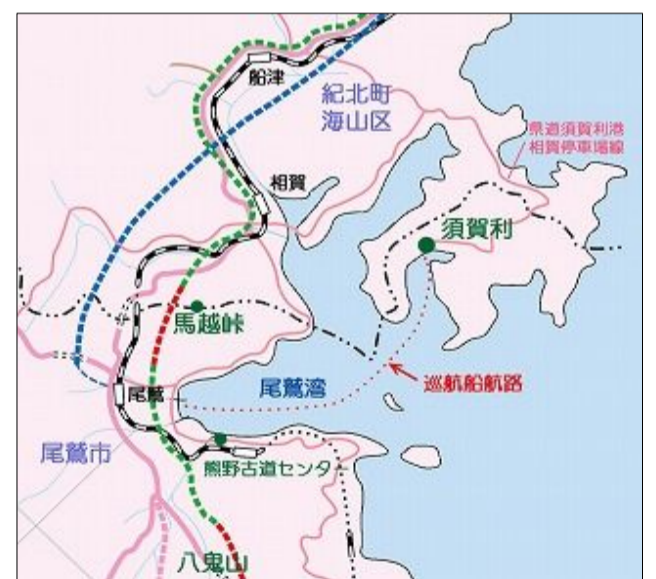 船津
紀北町
海山区
県道須賀利港
相賀停車場線
相賀
須賀利
馬越峠
尾鷲
尾鷲湾
巡航船航路
尾鷲市
熊野古道センター
八鬼山